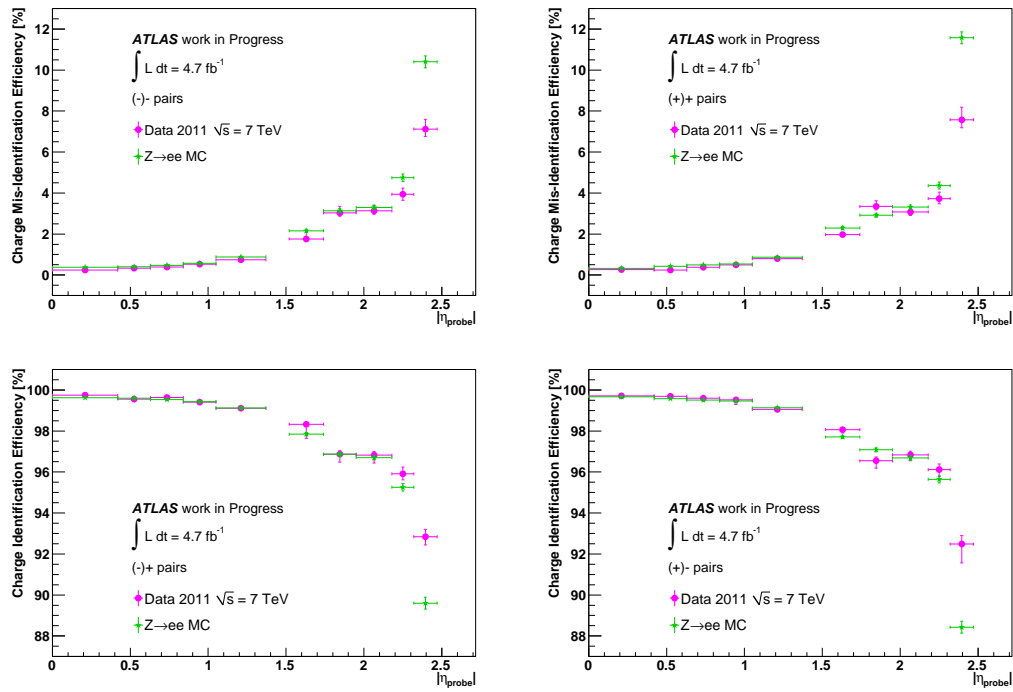 Charge Mis-Identification Efficiency [%]
12
10
8
6
4
2
0
ATLAS work in Progress
∫ L dt = 4.7 fb⁻¹
(-)- pairs
Data 2011 √s = 7 TeV
Z→ee MC
0 0.5 1 1.5 2 2.5
|η_probe|
Charge Mis-Identification Efficiency [%]
12
10
8
6
4
2
0
ATLAS work in Progress
∫ L dt = 4.7 fb⁻¹
(+)+ pairs
Data 2011 √s = 7 TeV
Z→ee MC
0 0.5 1 1.5 2 2.5
|η_probe|
Charge Identification Efficiency [%]
100
98
96
94
92
90
88
ATLAS work in Progress
∫ L dt = 4.7 fb⁻¹
(-)+ pairs
Data 2011 √s = 7 TeV
Z→ee MC
0 0.5 1 1.5 2 2.5
|η_probe|
Charge Identification Efficiency [%]
100
98
96
94
92
90
88
ATLAS work in Progress
∫ L dt = 4.7 fb⁻¹
(+)- pairs
Data 2011 √s = 7 TeV
Z→ee MC
0 0.5 1 1.5 2 2.5
|η_probe|